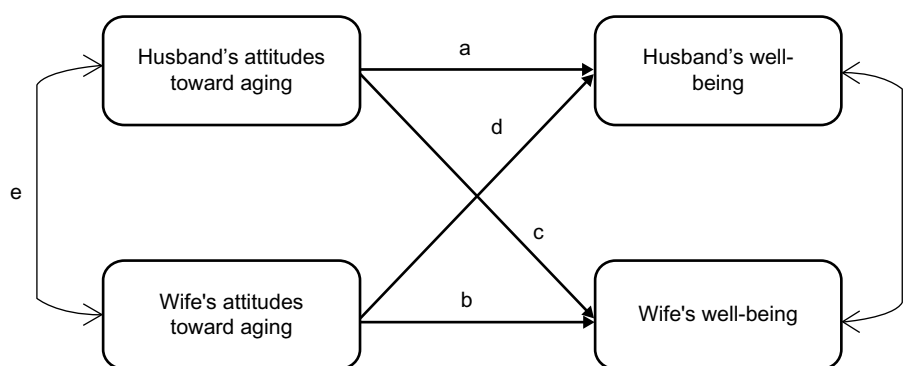 Husband’s attitudes
toward aging
a
Husband’s well-
being
d
e
c
Wife's attitudes
toward aging
b
Wife's well-being